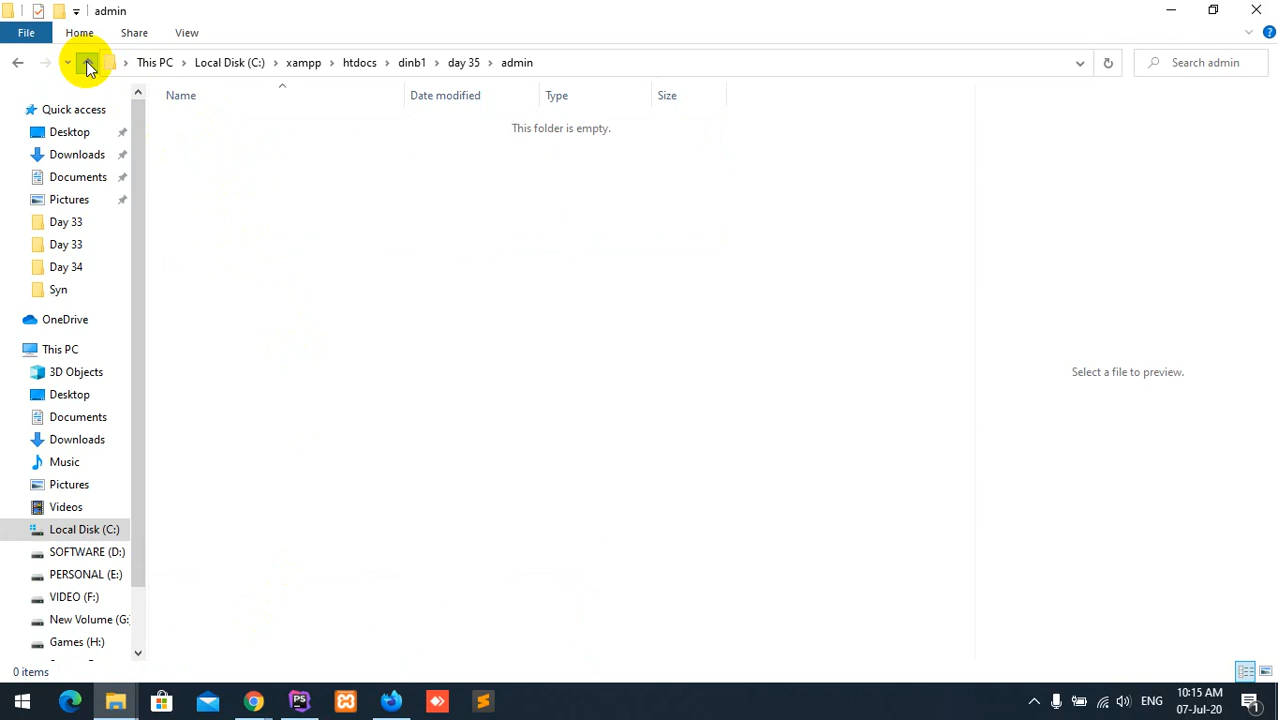 admin
File Home Share View
This PC Local Disk (C:) xampp htdocs dinb1 day 35 admin Search admin
Name Date modified Type Size
This folder is empty.
Quick access
Desktop
Downloads
Documents
Pictures
Day 33
Day 33
Day 34
Syn
OneDrive
This PC
3D Objects
Desktop
Documents
Downloads
Music
Pictures
Videos
Local Disk (C:)
SOFTWARE (D:)
PERSONAL (E:)
VIDEO (F:)
New Volume (G:
Games (H:)
Select a file to preview.
0 items
PS
ENG
10:15 AM
07-Jul-20
1